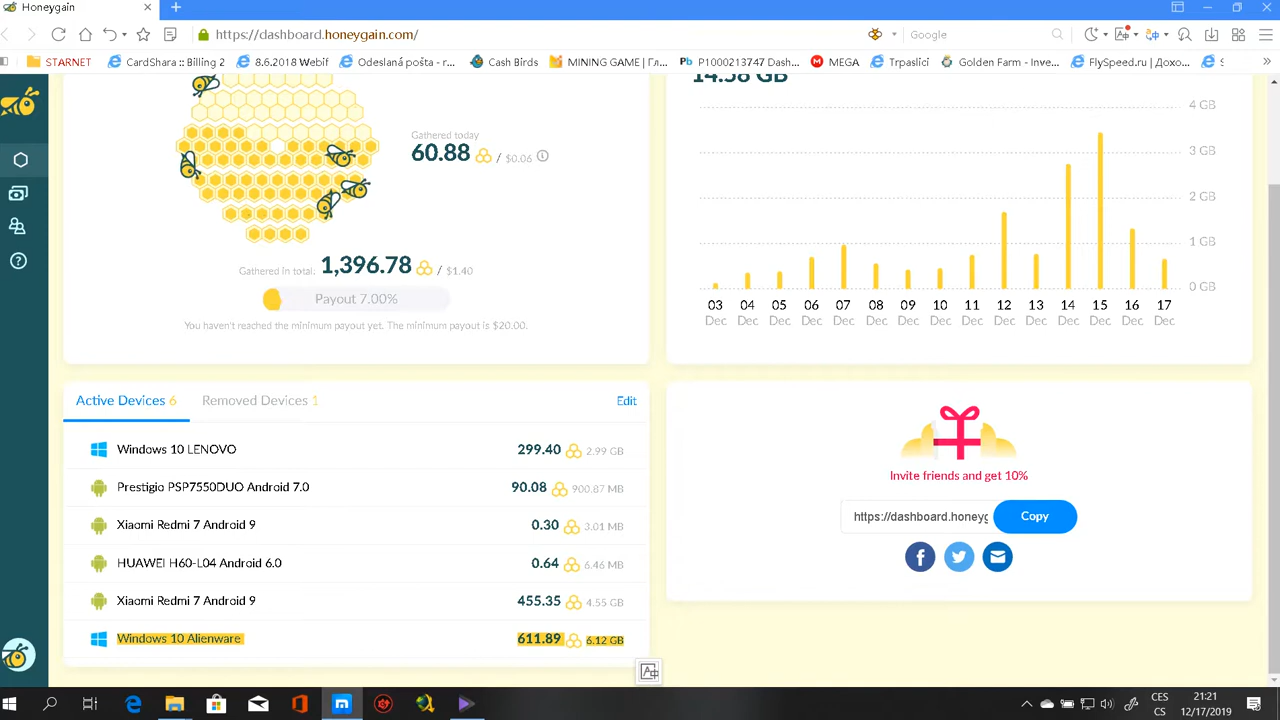 Honeygain
https://dashboard.honeygain.com/
Google
STARNET
CardShara :: Billing 2
8.6.2018 Webif
Odeslaná pošta - r...
CashBirds
MINING GAME | Гл...
Pb P1000213747 Dash...
MEGA
Trpaslici
Golden Farm - Inve...
FlySpeed.ru | Дохо...
S
14.58 GB
Gathered today
60.88 / $0.06
Gathered In total: 1,396.78 / $1.40
Payout 7.00%
You haven't reached the minimum payout yet. The minimum payout is $20.00.
4 GB
3 GB
2 GB
1 GB
0 GB
03 04 05 06 07 08 09 10 11 12 13 14 15 16 17
Dec Dec Dec Dec Dec Dec Dec Dec Dec Dec Dec Dec Dec Dec Dec
Active Devices 6 Removed Devices 1 Edit
Windows 10 LENOVO 299.40 2.99 GB
Prestigio PSP7550DUO Android 7.0 90.08 900.87 MB
Xiaomi Redmi 7 Android 9 0.30 3.01 MB
HUAWEI H60-L04 Android 6.0 0.64 6.46 MB
Xiaomi Redmi 7 Android 9 455.35 4.55 GB
Windows 10 Alienware 611.89 6.12 GB
Invite friends and get 10%
https://dashboard.honeyg
Copy
CES 21:21
CS 12/17/2019